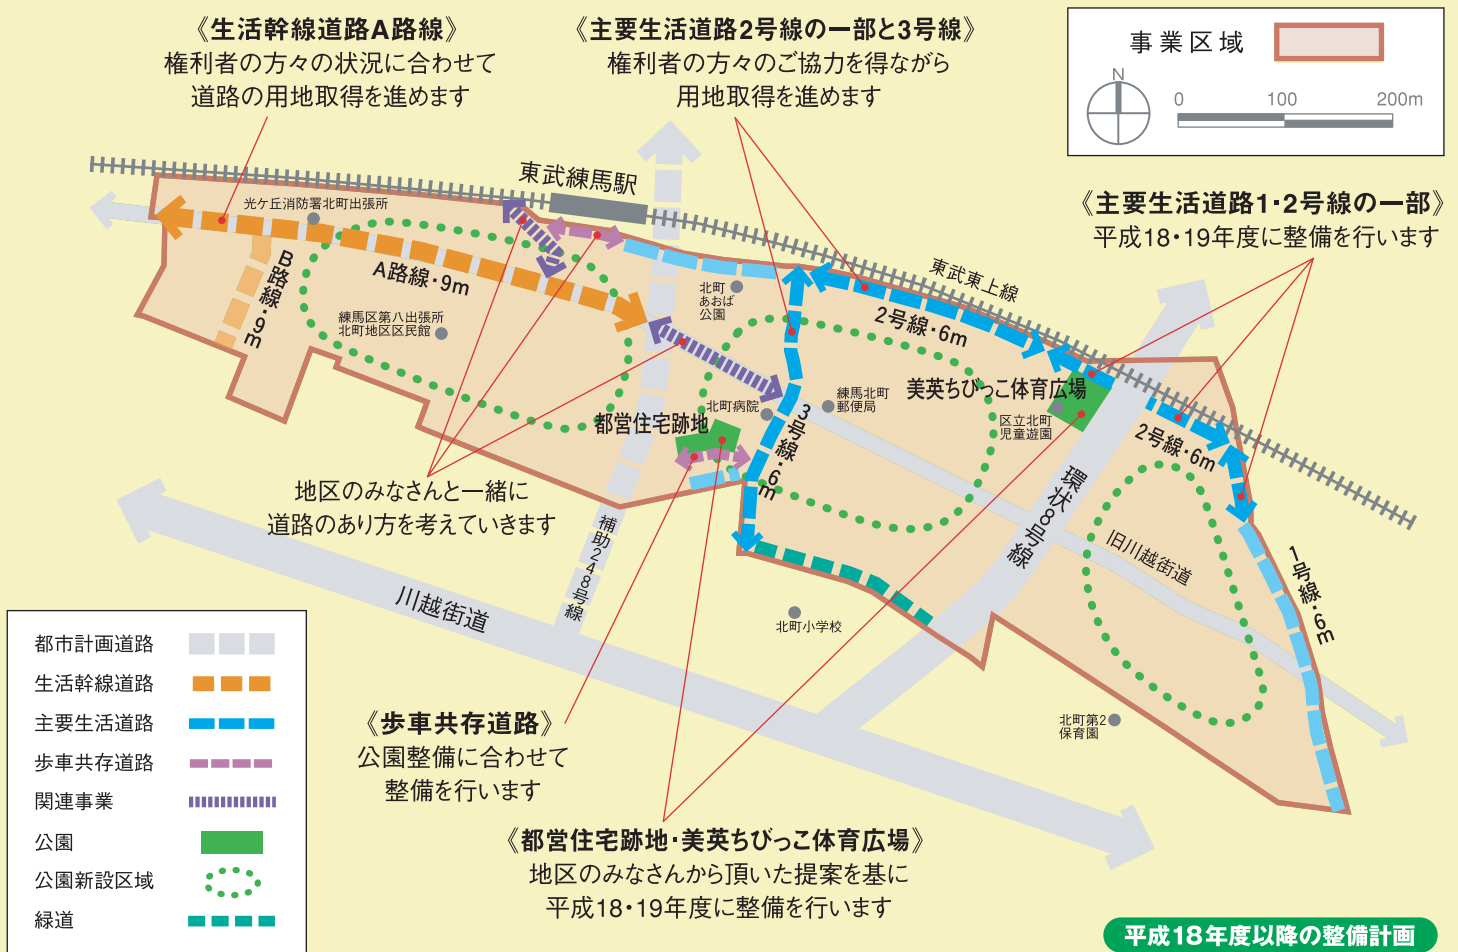 《生活幹線道路A路線》
権利者の方々の状況に合わせて
道路の用地取得を進めます
《主要生活道路2号線の一部と3号線》
権利者の方々のご協力を得ながら
用地取得を進めます
事業区域
N
0 100 200m
《主要生活道路1・2号線の一部》
平成18・19年度に整備を行います
東武練馬駅
光ケ丘消防署北町出張所
A路線・9m
B路線・9m
練馬区第八出張所
北町地区区民館
北町
あおば
公園
東武東上線
2号線・6m
美英ちびっこ体育広場
練馬北町
郵便局
北町病院
都営住宅跡地
3号線・6m
区立北町
児童遊園
2号線・6m
環状8号線
旧川越街道
1号線・6m
地区のみなさんと一緒に
道路のあり方を考えていきます
補助248号線
川越街道
北町小学校
北町第2
保育園
《歩車共存道路》
公園整備に合わせて
整備を行います
《都営住宅跡地・美英ちびっこ体育広場》
地区のみなさんから頂いた提案を基に
平成18・19年度に整備を行います
都市計画道路
生活幹線道路
主要生活道路
歩車共存道路
関連事業
公園
公園新設区域
緑道
平成18年度以降の整備計画